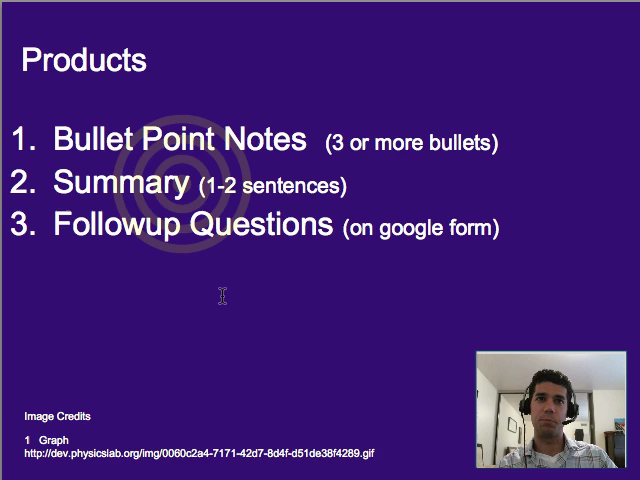 Products
1. Bullet Point Notes (3 or more bullets)
2. Summary (1-2 sentences)
3. Followup Questions (on google form)
Image Credits
1 Graph
http://dev.physicslab.org/img/0060c2a4-7171-42d7-8d4f-d51de38f4289.gif